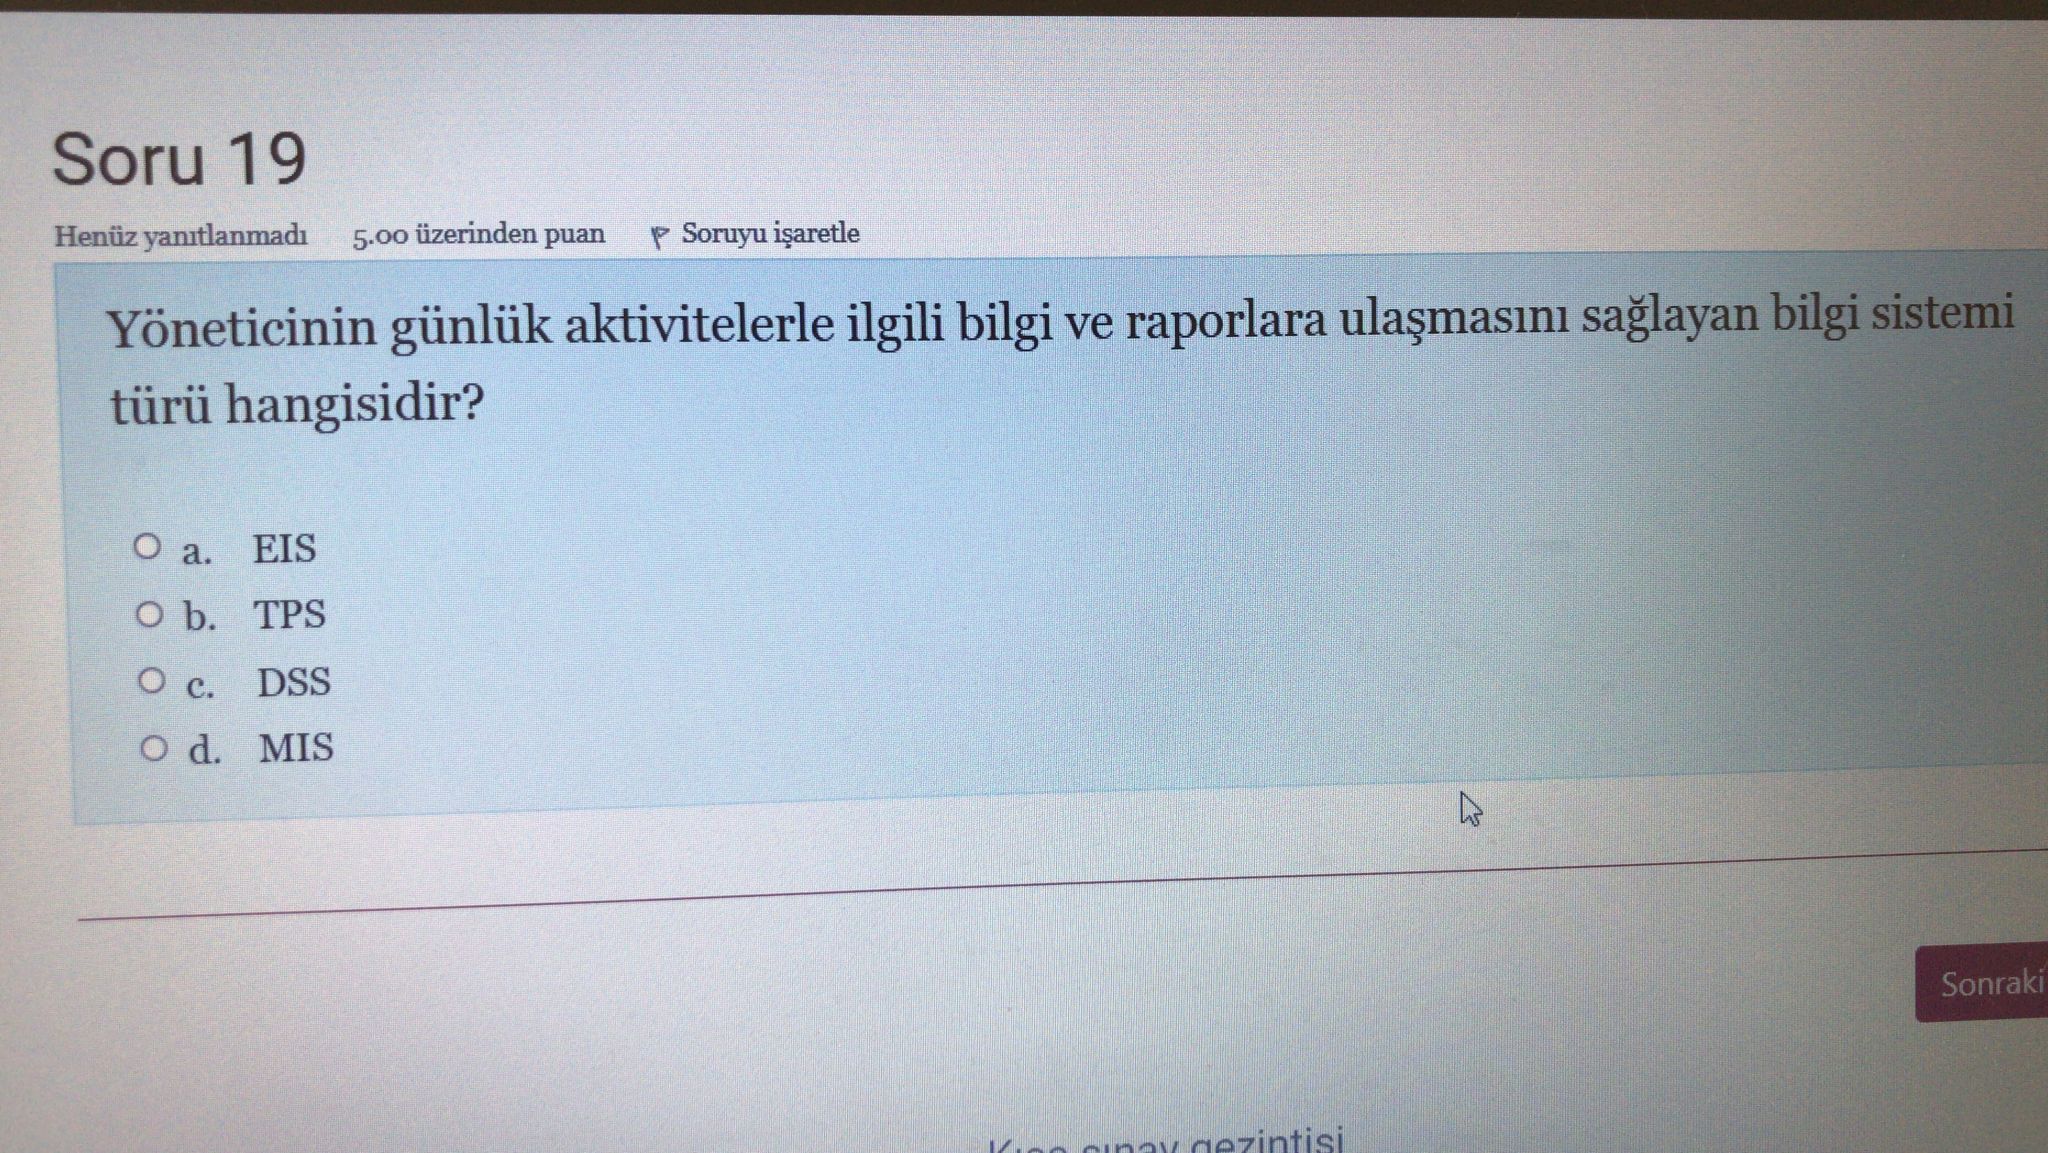 Soru 19
Henüz yanıtlanmadı 5.00 üzerinden puan Soruyu işaretle
Yöneticinin günlük aktivitelerle ilgili bilgi ve raporlara ulaşmasını sağlayan bilgi sistemi
türü hangisidir?
a. EIS
b. TPS
c. DSS
d. MIS
Sonraki
Kısa sınav gezintisi